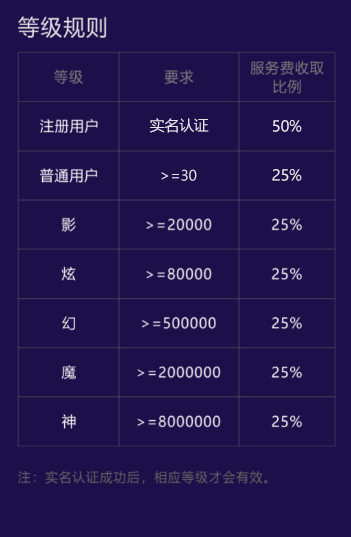 等级规则
等级 要求 服务费收取
比例
注册用户 实名认证 50%
普通用户 >=30 25%
影 >=20000 25%
炫 >=80000 25%
幻 >=500000 25%
魔 >=2000000 25%
神 >=8000000 25%
注：实名认证成功后，相应等级才会有效。